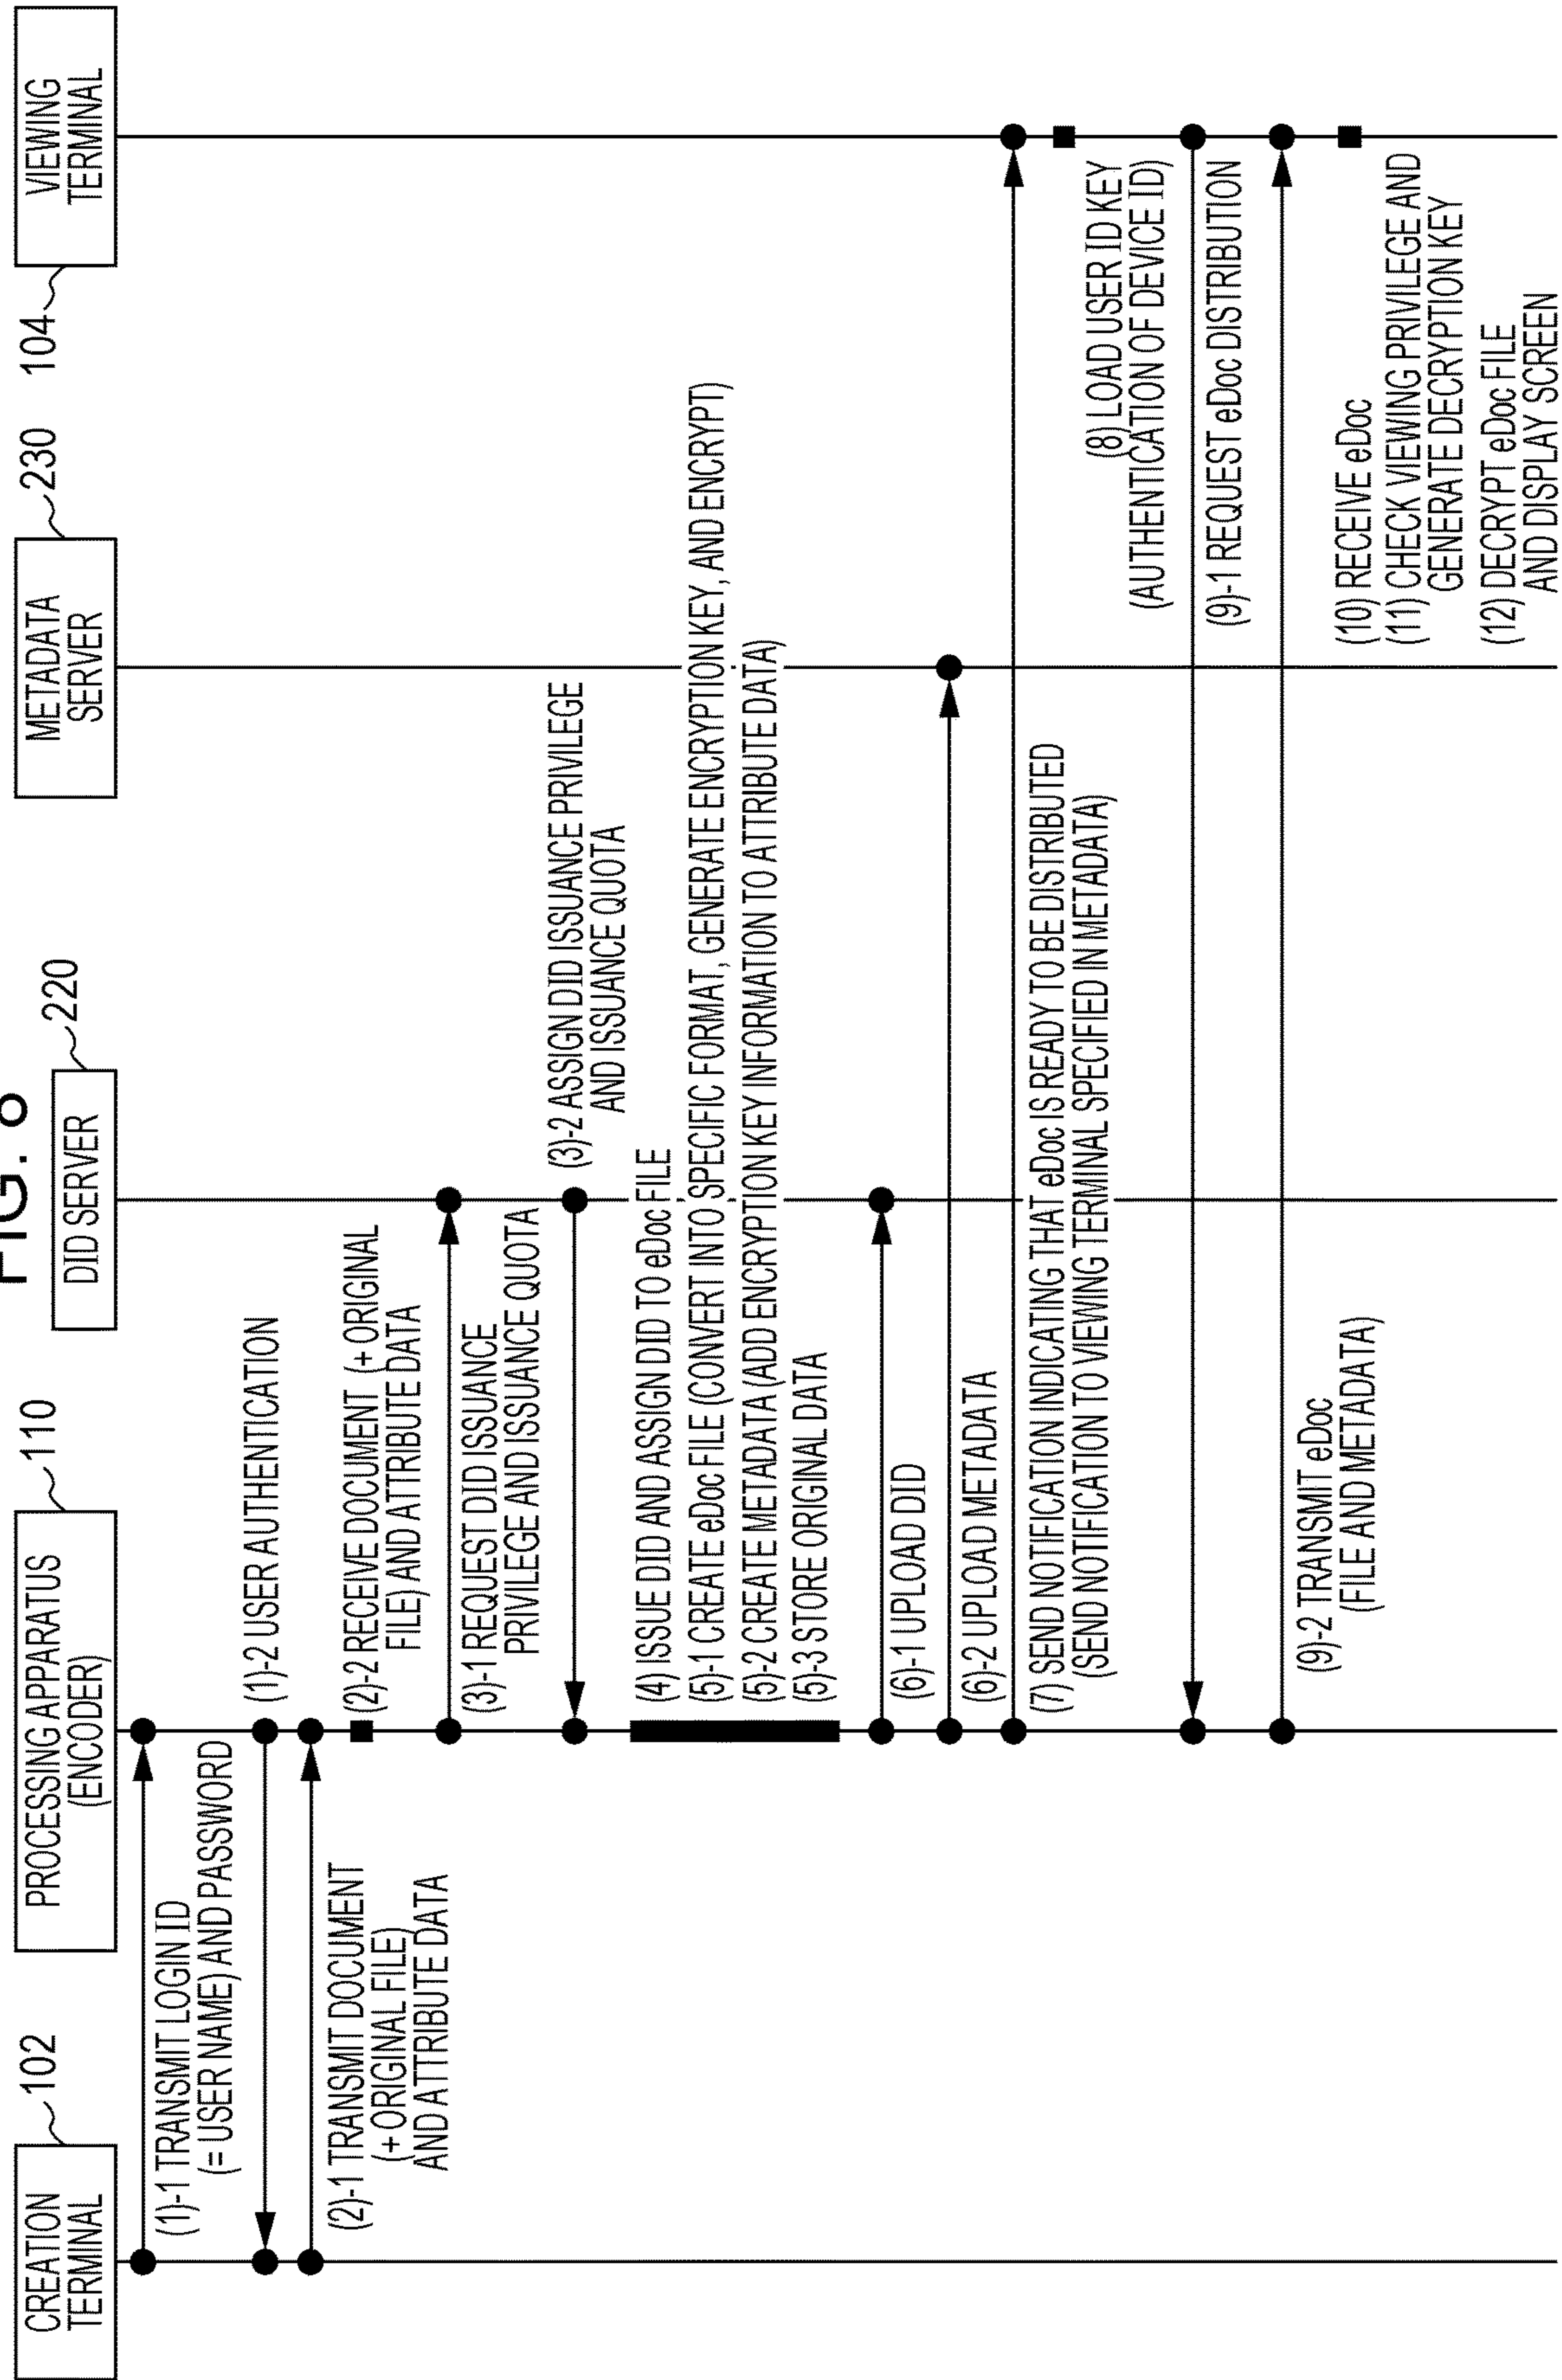 FIG. 8
CREATION
TERMINAL
102
PROCESSING APPARATUS
(ENCODER)
110
DID SERVER
220
METADATA
SERVER
230
VIEWING
TERMINAL
104
(1)-1 TRANSMIT LOGIN ID
(= USER NAME) AND PASSWORD
(1)-2 USER AUTHENTICATION
(2)-1 TRANSMIT DOCUMENT
(+ ORIGINAL FILE)
AND ATTRIBUTE DATA
(2)-2 RECEIVE DOCUMENT (+ ORIGINAL
FILE) AND ATTRIBUTE DATA
(3)-1 REQUEST DID ISSUANCE
PRIVILEGE AND ISSUANCE QUOTA
(3)-2 ASSIGN DID ISSUANCE PRIVILEGE
AND ISSUANCE QUOTA
(4) ISSUE DID AND ASSIGN DID TO eDoc FILE
(5)-1 CREATE eDoc FILE (CONVERT INTO SPECIFIC FORMAT, GENERATE ENCRYPTION KEY, AND ENCRYPT)
(5)-2 CREATE METADATA (ADD ENCRYPTION KEY INFORMATION TO ATTRIBUTE DATA)
(5)-3 STORE ORIGINAL DATA
(6)-1 UPLOAD DID
(6)-2 UPLOAD METADATA
(7) SEND NOTIFICATION INDICATING THAT eDoc IS READY TO BE DISTRIBUTED
(SEND NOTIFICATION TO VIEWING TERMINAL SPECIFIED IN METADATA)
(8) LOAD USER ID KEY
(AUTHENTICATION OF DEVICE ID)
(9)-1 REQUEST eDoc DISTRIBUTION
(9)-2 TRANSMIT eDoc
(FILE AND METADATA)
(10) RECEIVE eDoc
(11) CHECK VIEWING PRIVILEGE AND
GENERATE DECRYPTION KEY
(12) DECRYPT eDoc FILE
AND DISPLAY SCREEN